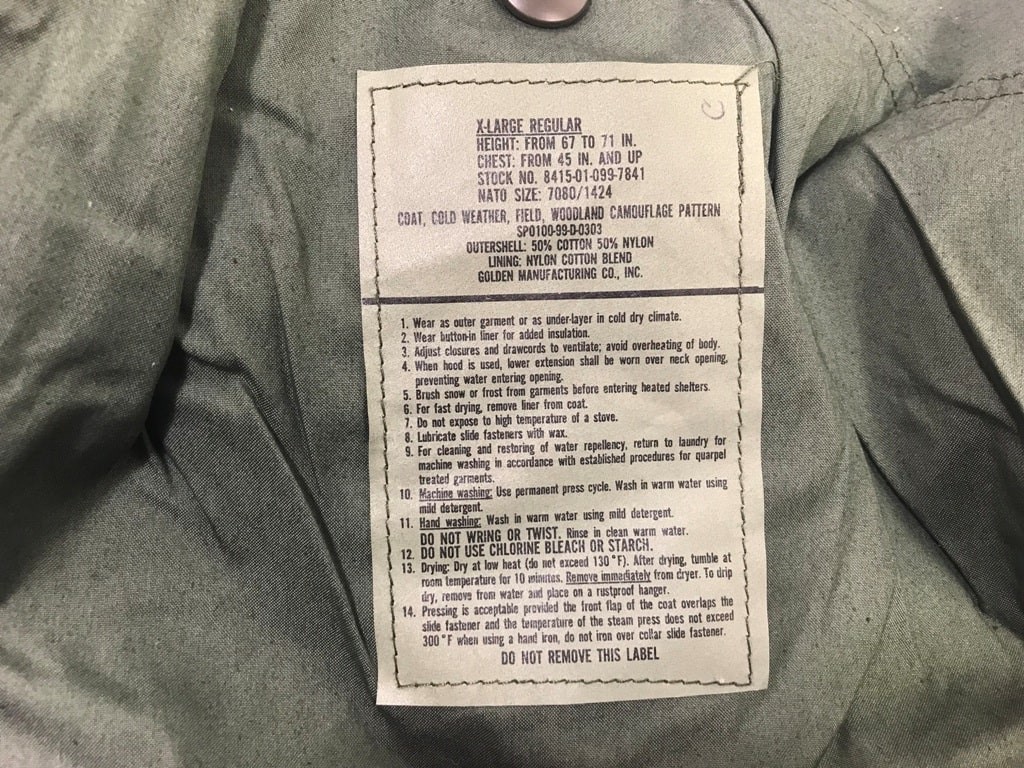 C
X-LARGE REGULAR
HEIGHT: FROM 67 TO 71 IN.
CHEST: FROM 45 IN. AND UP
STOCK NO. 8415-01-099-7841
NATO SIZE: 7080/1424
COAT, COLD WEATHER, FIELD, WOODLAND CAMOUFLAGE PATTERN
SPO100-99-D-0303
OUTERSHELL: 50% COTTON 50% NYLON
LINING: NYLON COTTON BLEND
GOLDEN MANUFACTURING CO., INC.
1. Wear as outer garment or as under-layer in cold dry climate.
2. Wear button-in liner for added insulation.
3. Adjust closures and drawcords to ventilate; avoid overheating of body.
4. When hood is used, lower extension shall be worn over neck opening,
preventing water entering opening.
5. Brush snow or frost from garments before entering heated shelters.
6. For fast drying, remove liner from coat.
7. Do not expose to high temperature of a stove.
8. Lubricate slide fasteners with wax.
9. For cleaning and restoring of water repellency, return to laundry for
machine washing in accordance with established procedures for quarpel
treated garments.
10. Machine washing: Use permanent press cycle. Wash in warm water using
mild detergent.
11. Hand washing: Wash in warm water using mild detergent.
DO NOT WRING OR TWIST. Rinse in clean warm water.
12. DO NOT USE CHLORINE BLEACH OR STARCH.
13. Drying: Dry at low heat (do not exceed 130°F). After drying, tumble at
room temperature for 10 minutes. Remove immediately from dryer. To drip
dry, remove from water and place on a rustproof hanger.
14. Pressing is acceptable provided the front flap of the coat overlaps the
slide fastener and the temperature of the steam press does not exceed
300°F when using a hand iron, do not iron over collar slide fastener.
DO NOT REMOVE THIS LABEL